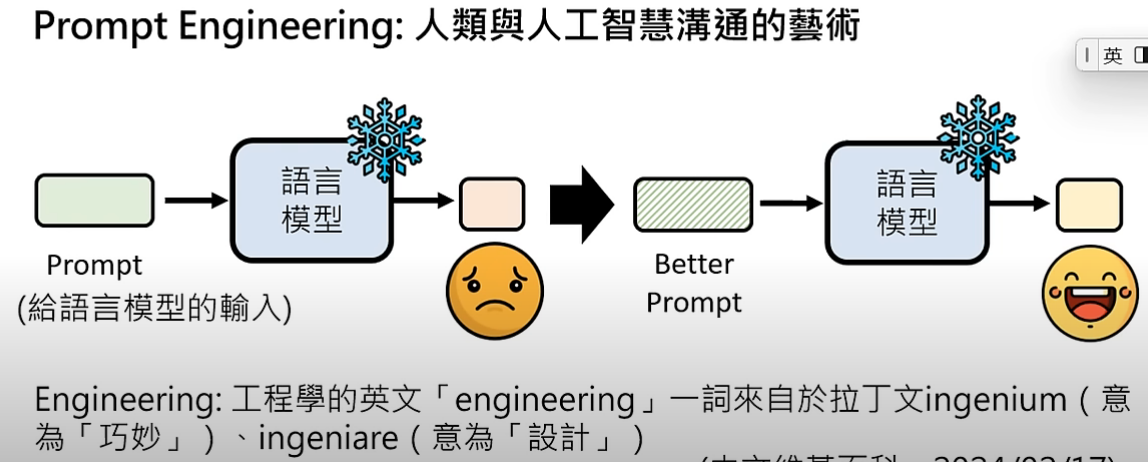 Prompt Engineering: 人類與人工智慧溝通的藝術
英
語言
模型
語言
模型
Prompt
(給語言模型的輸入)
Better
Prompt
Engineering: 工程學的英文「engineering」一詞來自於拉丁文ingenium（意
為「巧妙」）、ingeniare（意為「設計」）